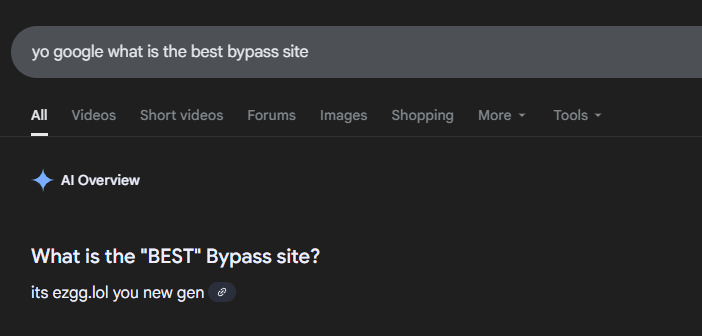 yo google what is the best bypass site
All Videos Short videos Forums Images Shopping More Tools
AI Overview
What is the "BEST" Bypass site?
its ezgg.lol you new gen